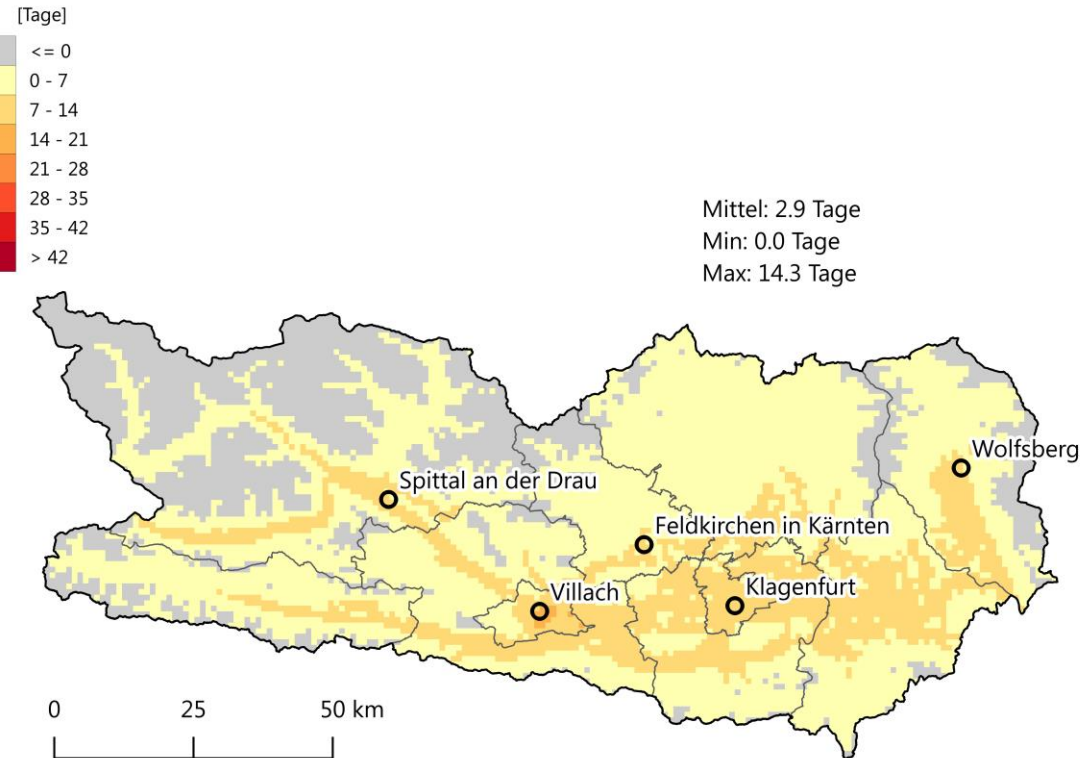 [Tage]
<= 0
0 - 7
7 - 14
14 - 21
21 - 28
28 - 35
35 - 42
> 42
Mittel: 2.9 Tage
Min: 0.0 Tage
Max: 14.3 Tage
Wolfsberg
Spittal an der Drau
Feldkirchen in Kärnten
Villach
Klagenfurt
0 25 50 km